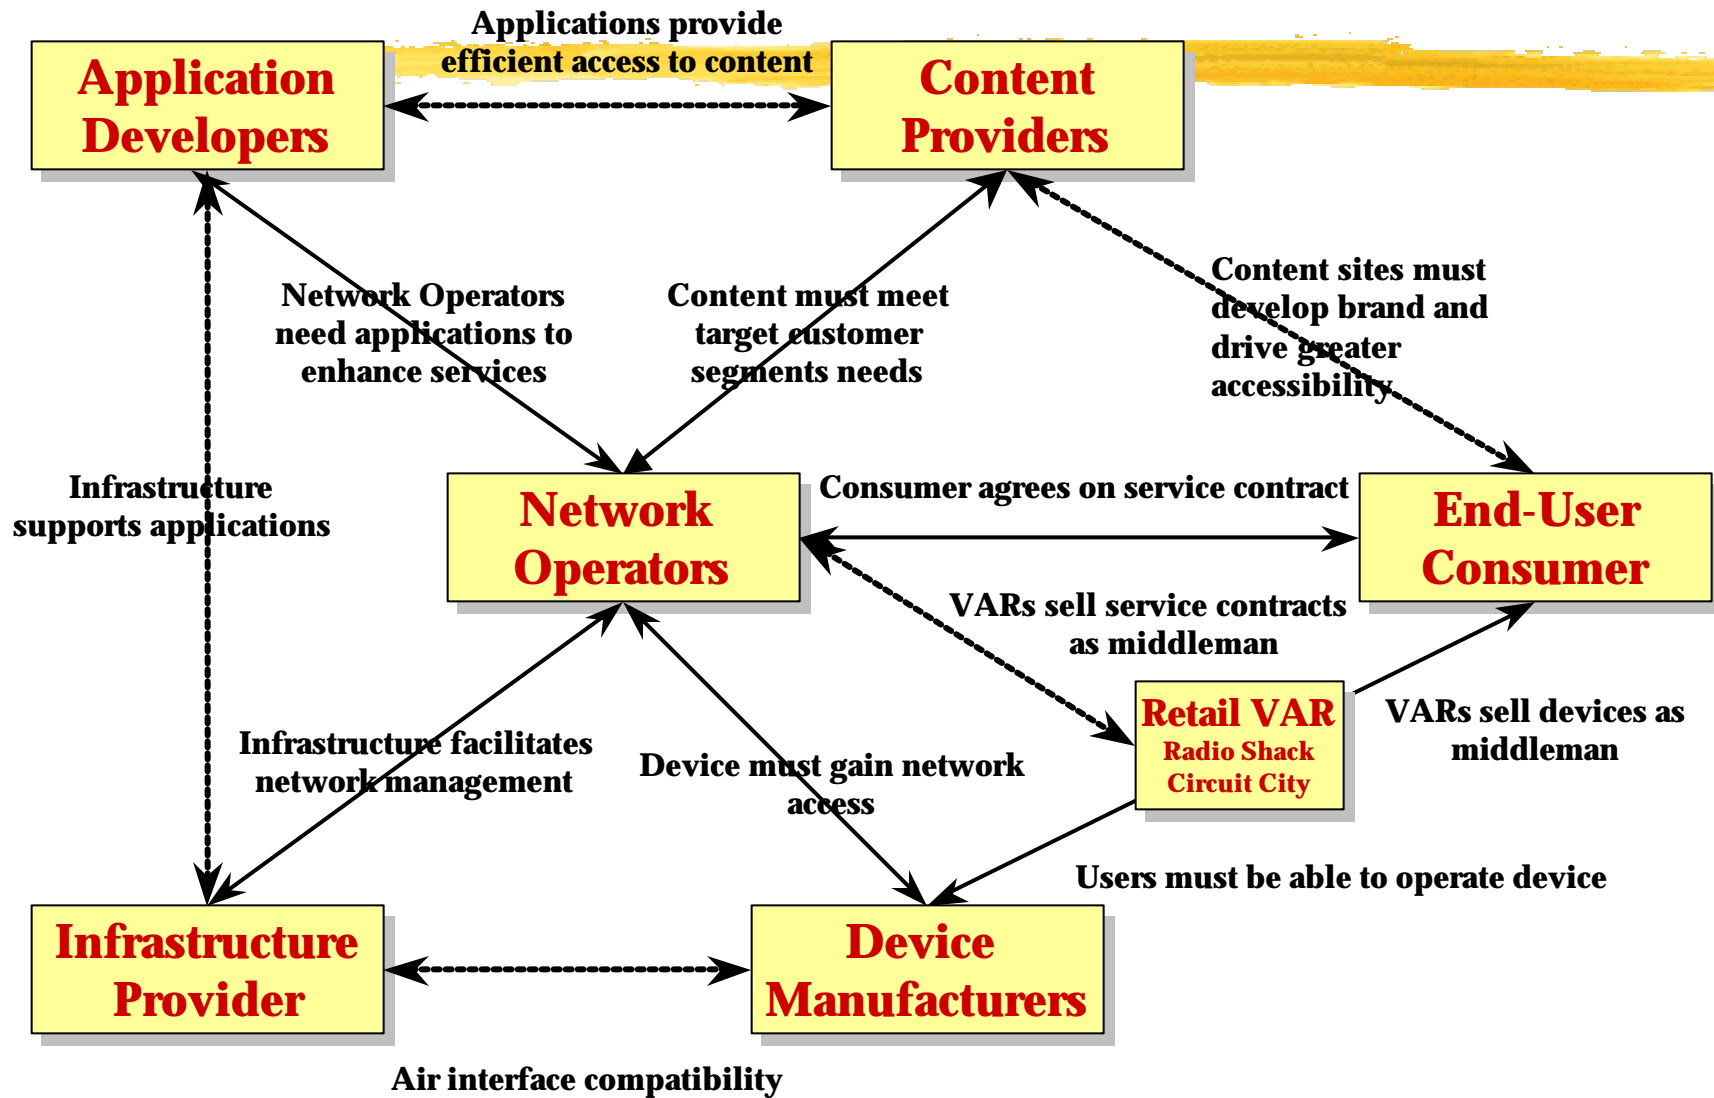 Applications provide
efficient access to content
Application
Developers
Content
Providers
Network Operators
need applications to
enhance services
Content must meet
target customer
segments needs
Content sites must
develop brand and
drive greater
accessibility
Infrastructure
supports applications
Network
Operators
Consumer agrees on service contract
End-User
Consumer
VARs sell service contracts
as middleman
Retail VAR
Radio Shack
Circuit City
VARs sell devices as
middleman
Infrastructure facilitates
network management
Device must gain network
access
Users must be able to operate device
Infrastructure
Provider
Device
Manufacturers
Air interface compatibility